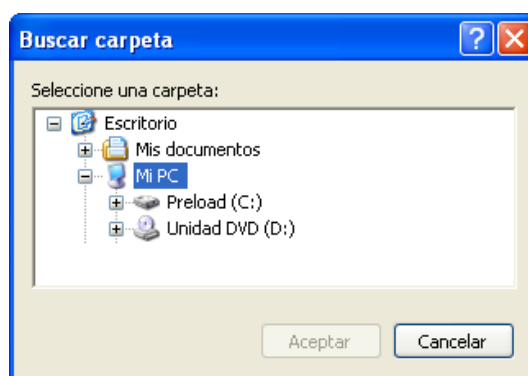 Buscar carpeta
Seleccione una carpeta:
Escritorio
Mis documentos
Mi PC
Preload (C:)
Unidad DVD (D:)
Aceptar Cancelar